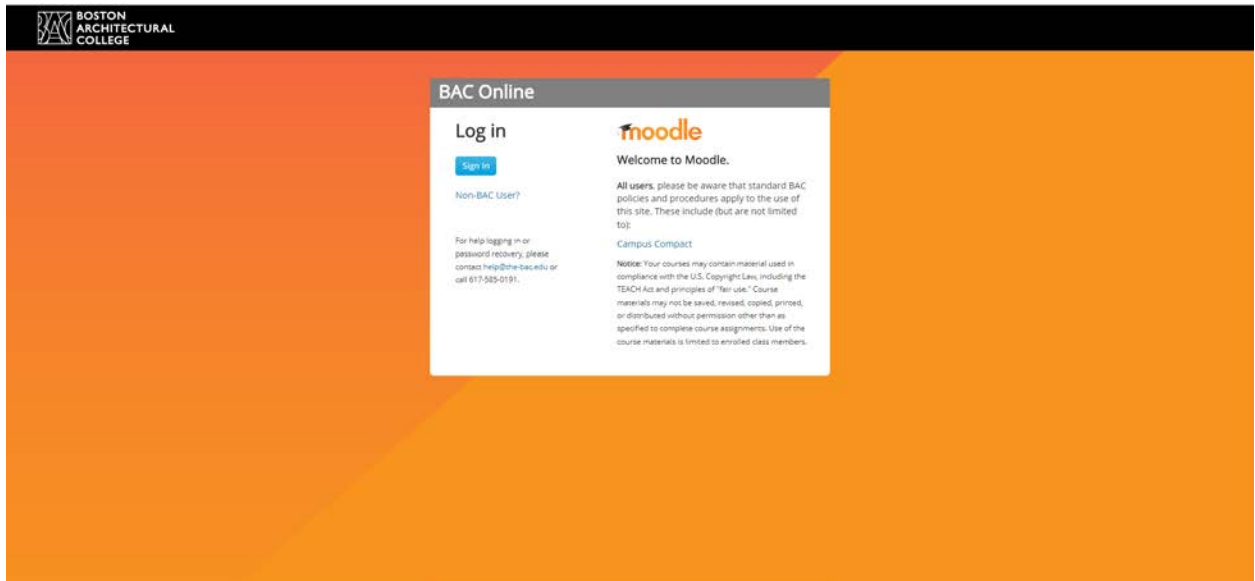 BOSTON
ARCHITECTURAL
COLLEGE
BAC Online
Log in
Sign In
Non-BAC User?
For help logging in or
password recovery, please
contact help@the-bac.edu or
call 617-585-0191.
moodle
Welcome to Moodle.
All users, please be aware that standard BAC
policies and procedures apply to the use of
this site. These include (but are not limited
to):
Campus Compact
Notice: Your courses may contain material used in
compliance with the U.S. Copyright Law, including the
TEACH Act and principles of "fair use." Course
materials may not be saved, revised, copied, printed,
or distributed without permission other then as
specified to complete course assignments. Use of the
course materials is limited to enrolled class members.